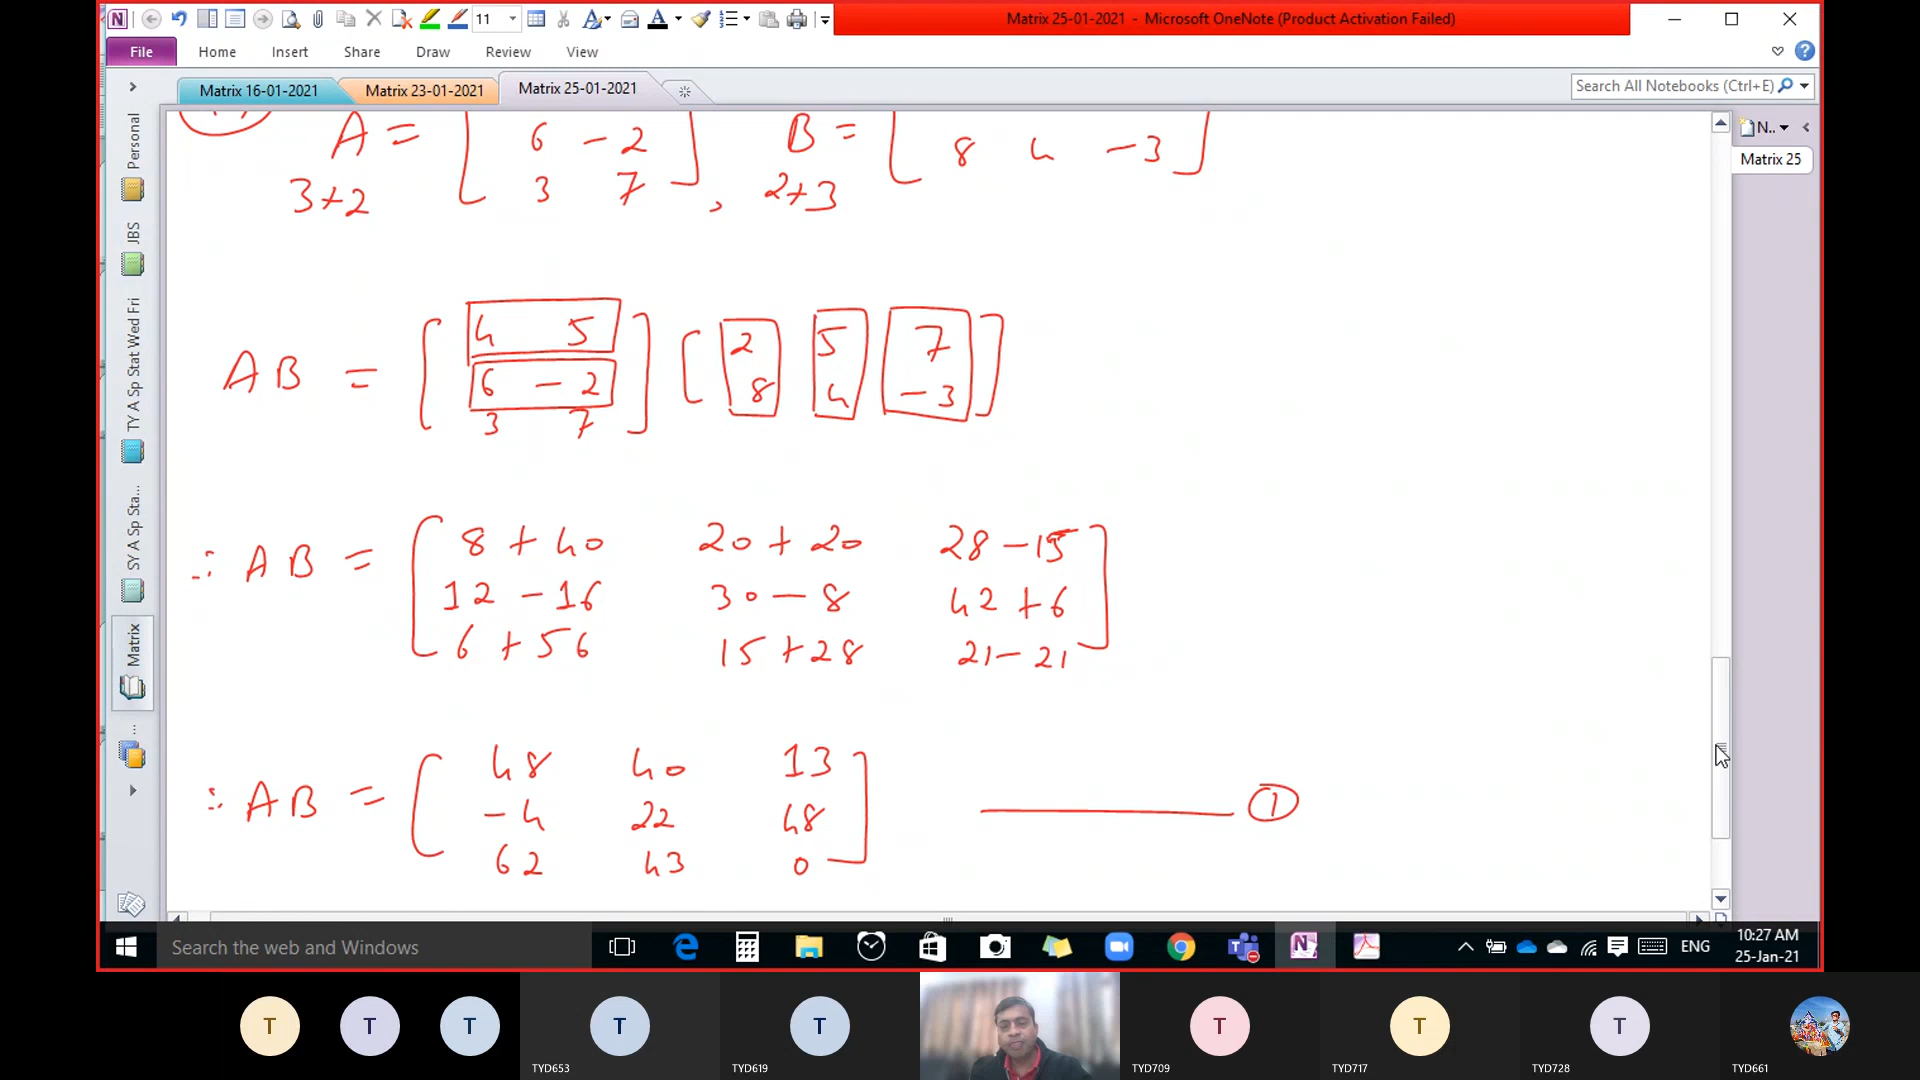 Matrix 25-01-2021 - Microsoft OneNote (Product Activation Failed)
11
File Home Insert Share Draw Review View
Matrix 16-01-2021 Matrix 23-01-2021 Matrix 25-01-2021
Search All Notebooks (Ctrl+E)
N..
Matrix 25
Personal
JBS
TY A Sp Stat Wed Fri
SY A Sp Sta...
Matrix
A = [ 6 -2 ] B = [ 8 4 -3 ]
3×2 3 7 , 2×3
AB = [ 4 5 ] [ 2 5 7 ]
6 -2 8 4 -3
3 7
∴ AB = [ 8 + 40 20 + 20 28 - 15 ]
12 - 16 30 - 8 42 + 6
6 + 56 15 + 28 21 - 21
∴ AB = [ 48 40 13 ] ——— ①
-4 22 48
62 43 0
Search the web and Windows
ENG
10:27 AM
25-Jan-21
T T T T T T T T
TYD653 TYD619 TYD709 TYD717 TYD728 TYD661